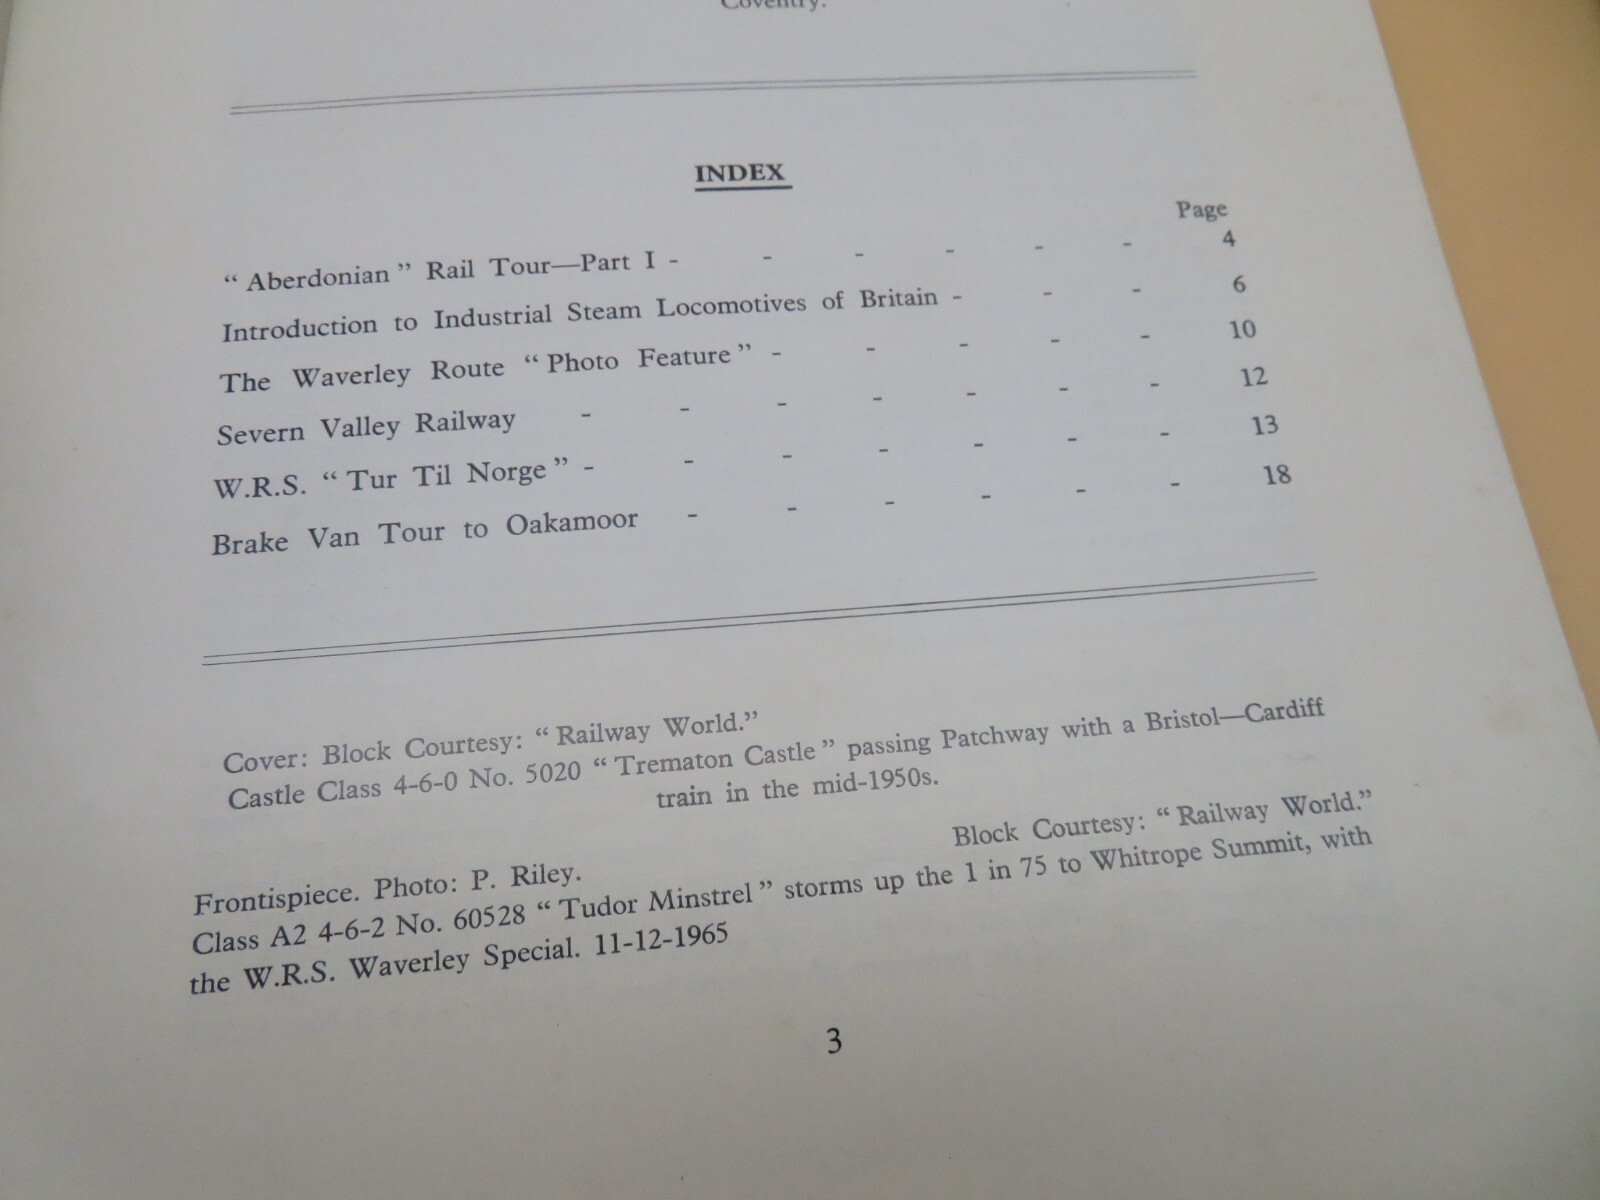 Coventry.
INDEX
Page
“ Aberdonian ” Rail Tour—Part I - - - - - - 4
Introduction to Industrial Steam Locomotives of Britain - - - 6
The Waverley Route “ Photo Feature ” - - - - - 10
Severn Valley Railway - - - - - - - 12
W.R.S. “ Tur Til Norge ” - - - - - - - 13
Brake Van Tour to Oakamoor - - - - - - 18
Cover: Block Courtesy: “ Railway World.”
Castle Class 4-6-0 No. 5020 “ Trematon Castle ” passing Patchway with a Bristol—Cardiff
train in the mid-1950s.
Block Courtesy: “ Railway World.”
Frontispiece. Photo: P. Riley.
Class A2 4-6-2 No. 60528 “ Tudor Minstrel ” storms up the 1 in 75 to Whitrope Summit, with
the W.R.S. Waverley Special. 11-12-1965
3